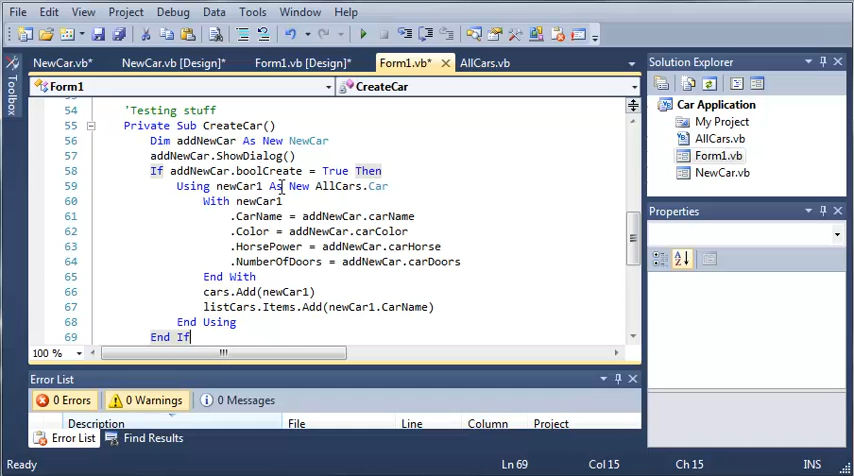 File Edit View Project Debug Data Tools Window Help
NewCar.vb* NewCar.vb [Design]* Form1.vb [Design]* Form1.vb* AllCars.vb
Toolbox
Form1 CreateCar
54 'Testing stuff
55 Private Sub CreateCar()
56 Dim addNewCar As New NewCar
57 addNewCar.ShowDialog()
58 If addNewCar.boolCreate = True Then
59 Using newCar1 As New AllCars.Car
60 With newCar1
61 .CarName = addNewCar.carName
62 .Color = addNewCar.carColor
63 .HorsePower = addNewCar.carHorse
64 .NumberOfDoors = addNewCar.carDoors
65 End With
66 cars.Add(newCar1)
67 listCars.Items.Add(newCar1.CarName)
68 End Using
69 End If
100 %
Solution Explorer
Car Application
My Project
AllCars.vb
Form1.vb
NewCar.vb
Properties
Error List
0 Errors 0 Warnings 0 Messages
Description File Line Column Project
Error List Find Results
Ready Ln 69 Col 15 Ch 15 INS